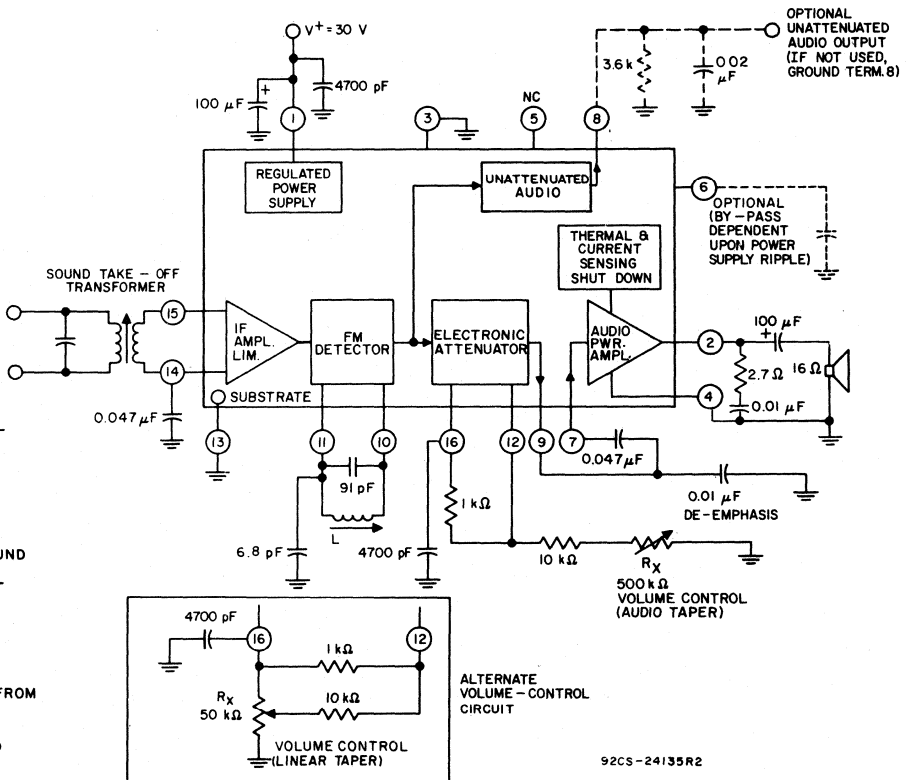 OPTIONAL
UNATTENUATED
AUDIO OUTPUT
(IF NOT USED,
GROUND TERM. 8)
V+ = 30 V
100 µF
+
4700 pF
3.6 k
0.02
µF
1
3
NC
5
8
REGULATED
POWER
SUPPLY
UNATTENUATED
AUDIO
6
OPTIONAL
(BY-PASS
DEPENDENT
UPON POWER
SUPPLY RIPPLE)
THERMAL &
CURRENT
SENSING
SHUT DOWN
SOUND TAKE-OFF
TRANSFORMER
15
14
0.047 µF
IF
AMPL.
LIM.
FM
DETECTOR
ELECTRONIC
ATTENUATOR
AUDIO
PWR.
AMPL.
2
4
100 µF
+
2.7 Ω
0.01 µF
16 Ω
SUBSTRATE
13
11
10
16
12
9
7
91 pF
L
6.8 pF
4700 pF
1 kΩ
0.047 µF
0.01 µF
DE-EMPHASIS
10 kΩ
RX
500 kΩ
VOLUME CONTROL
(AUDIO TAPER)
UND
FROM
4700 pF
16
12
1 kΩ
RX
50 kΩ
10 kΩ
VOLUME CONTROL
(LINEAR TAPER)
ALTERNATE
VOLUME-CONTROL
CIRCUIT
92CS-24135R2